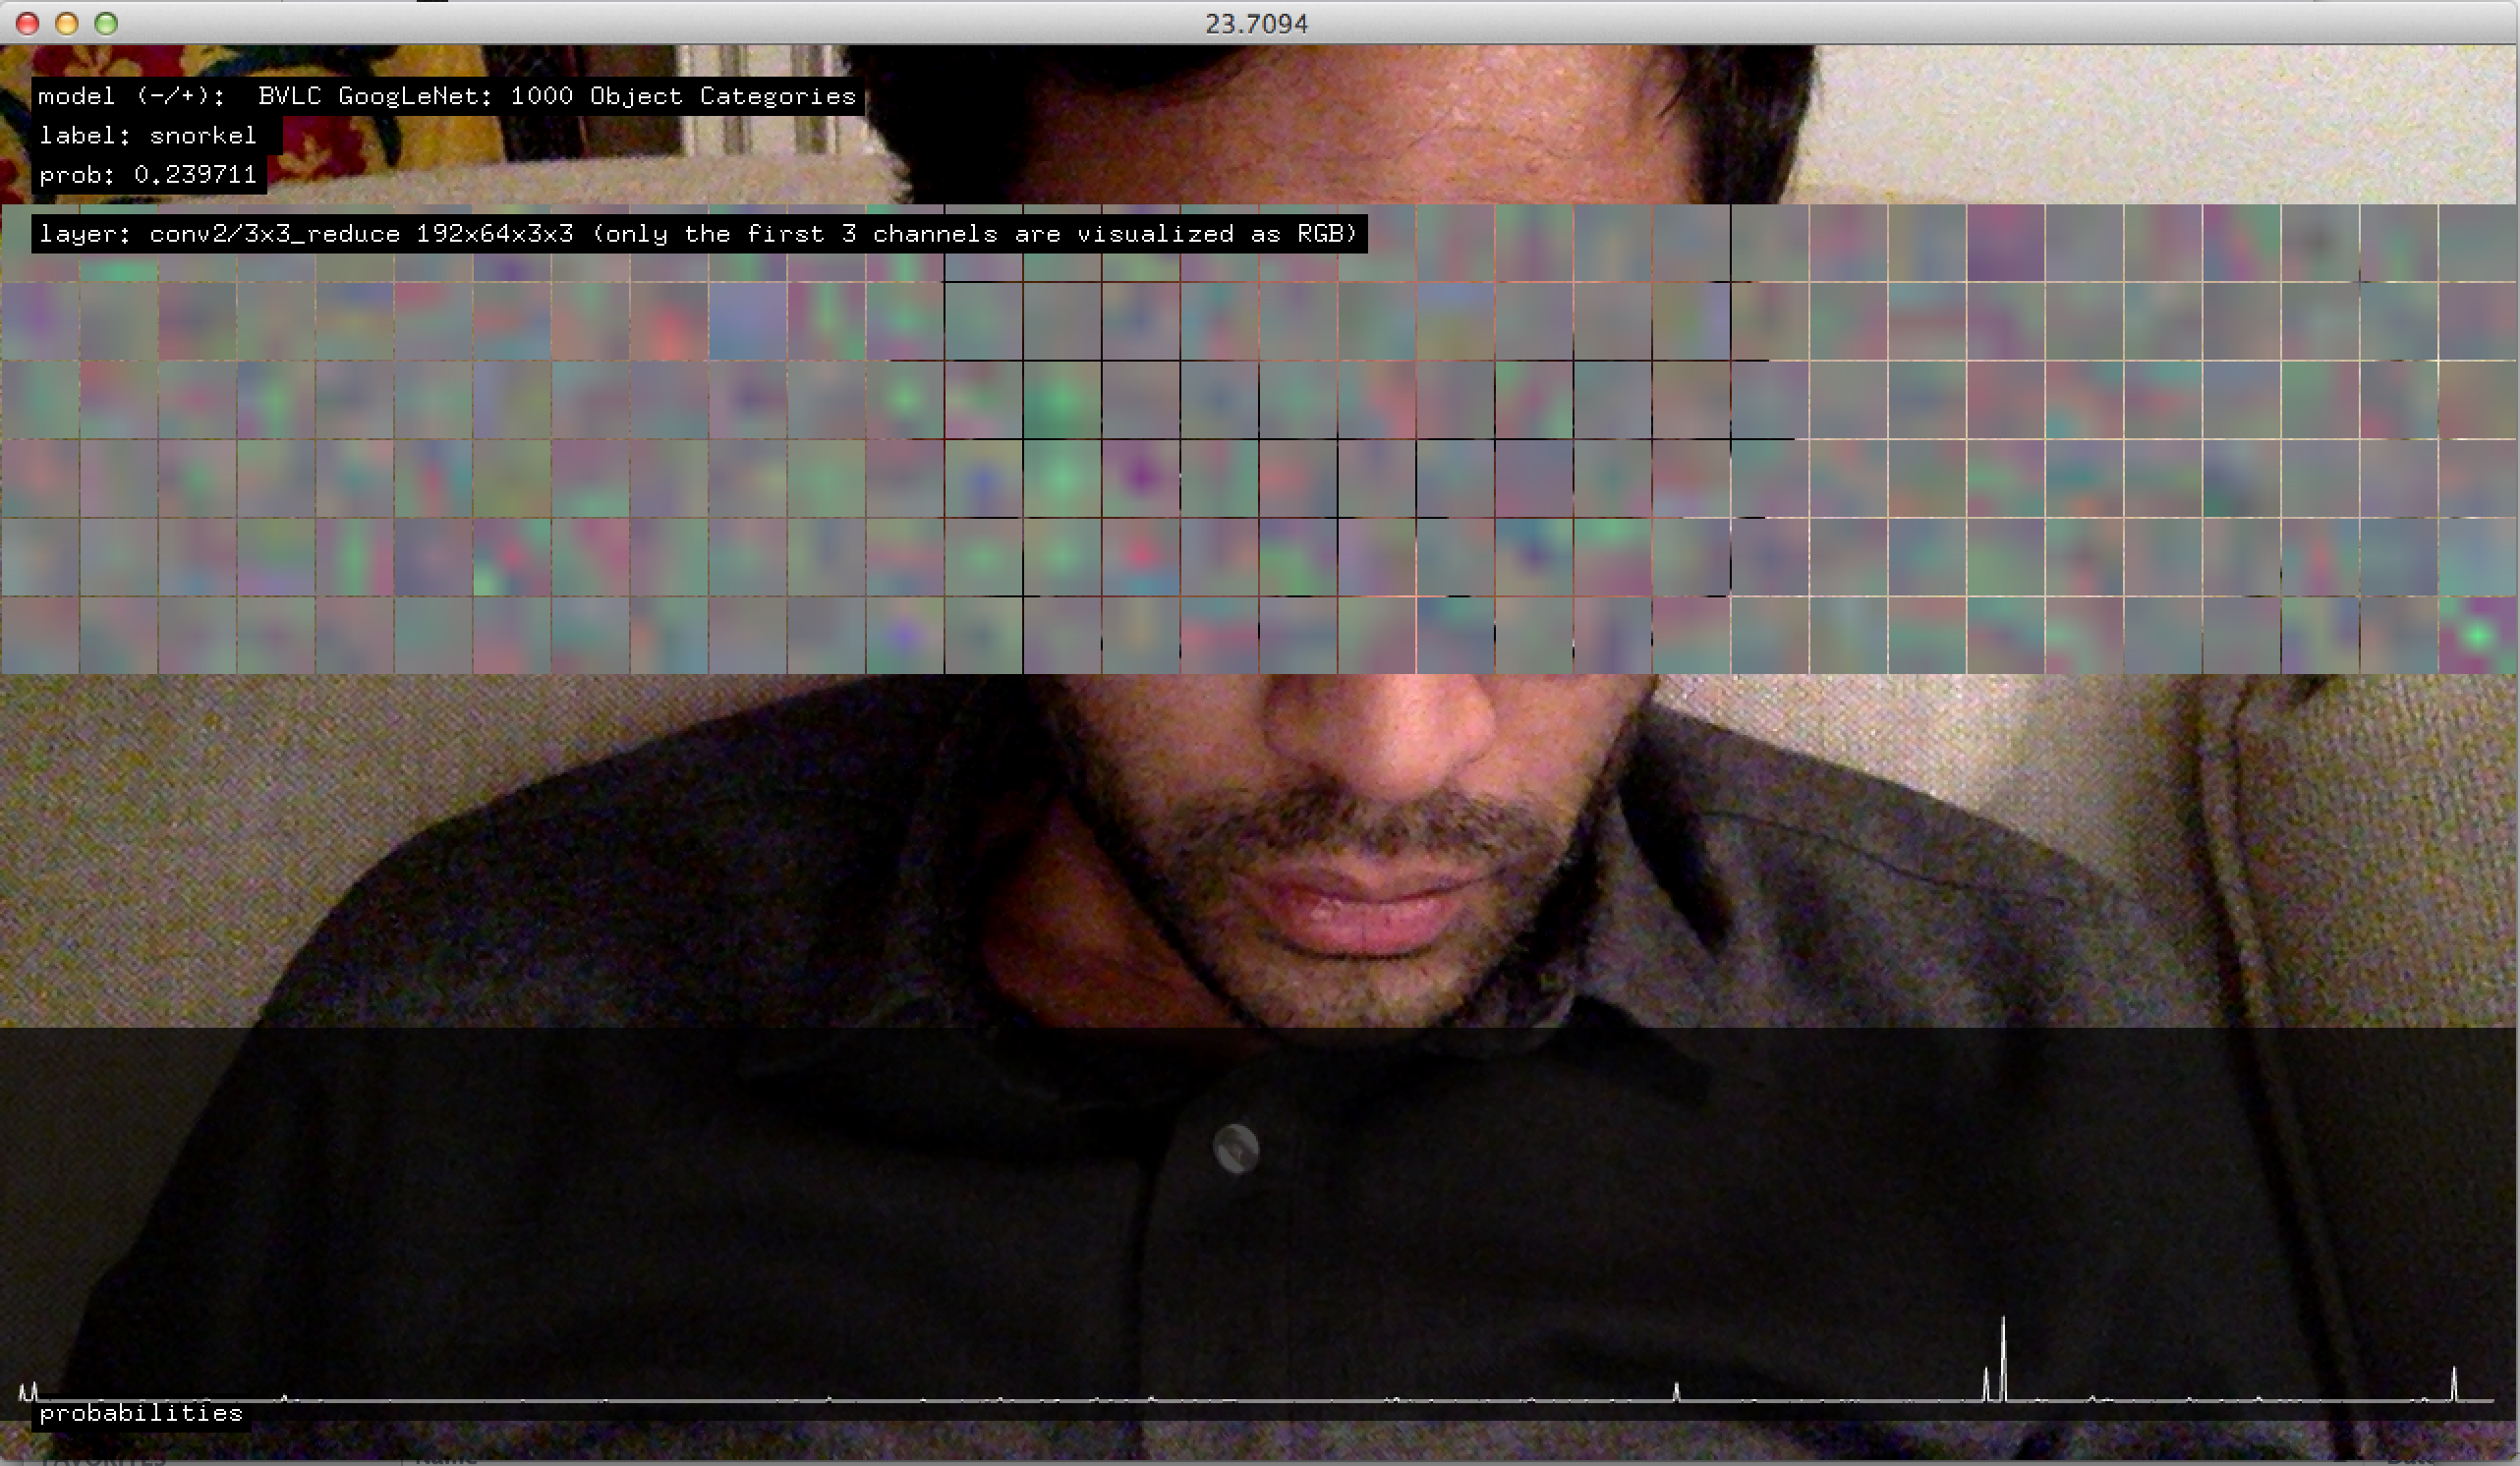 23.7094
model (-/+):  BVLC GoogLeNet: 1000 Object Categories
label: snorkel
prob: 0.239711
layer: conv2/3x3_reduce 192x64x3x3 (only the first 3 channels are visualized as RGB)
probabilities